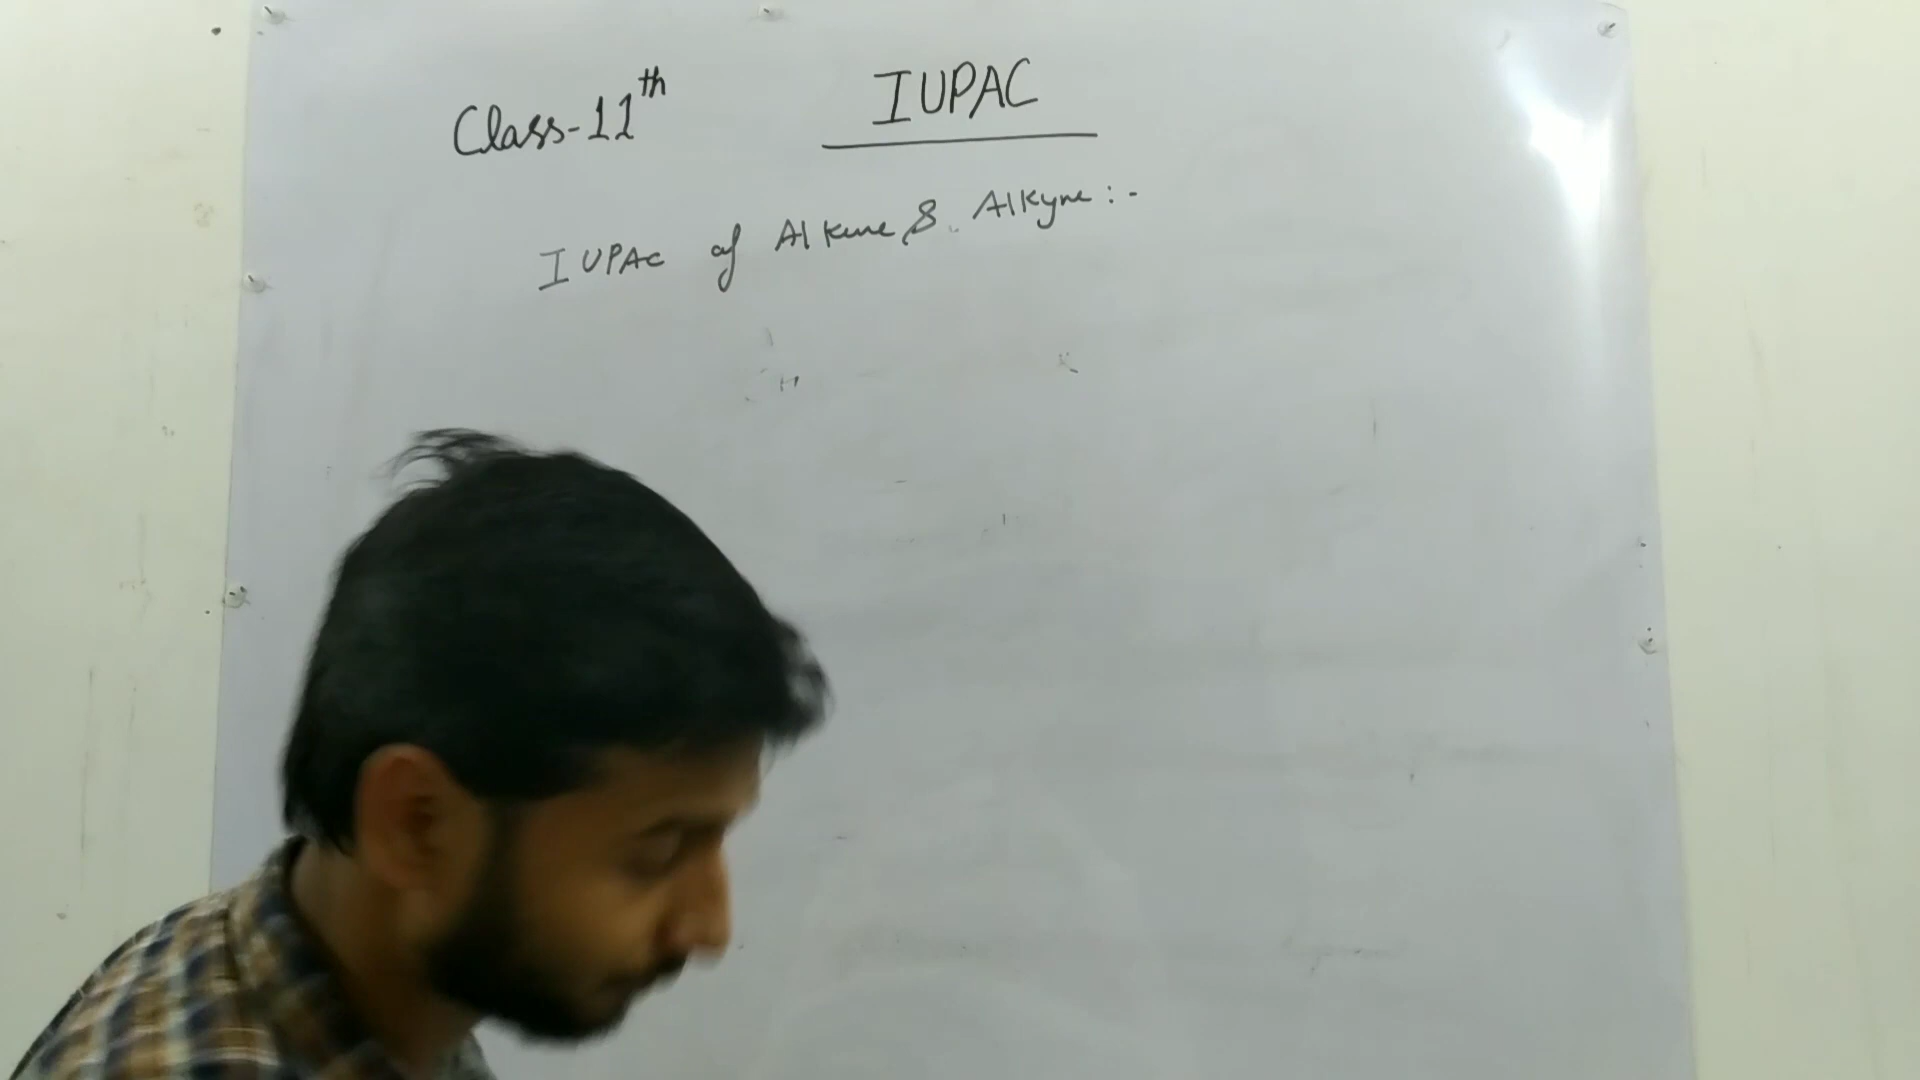 Class-11th IUPAC
IUPAC of Alkene & Alkyne :-